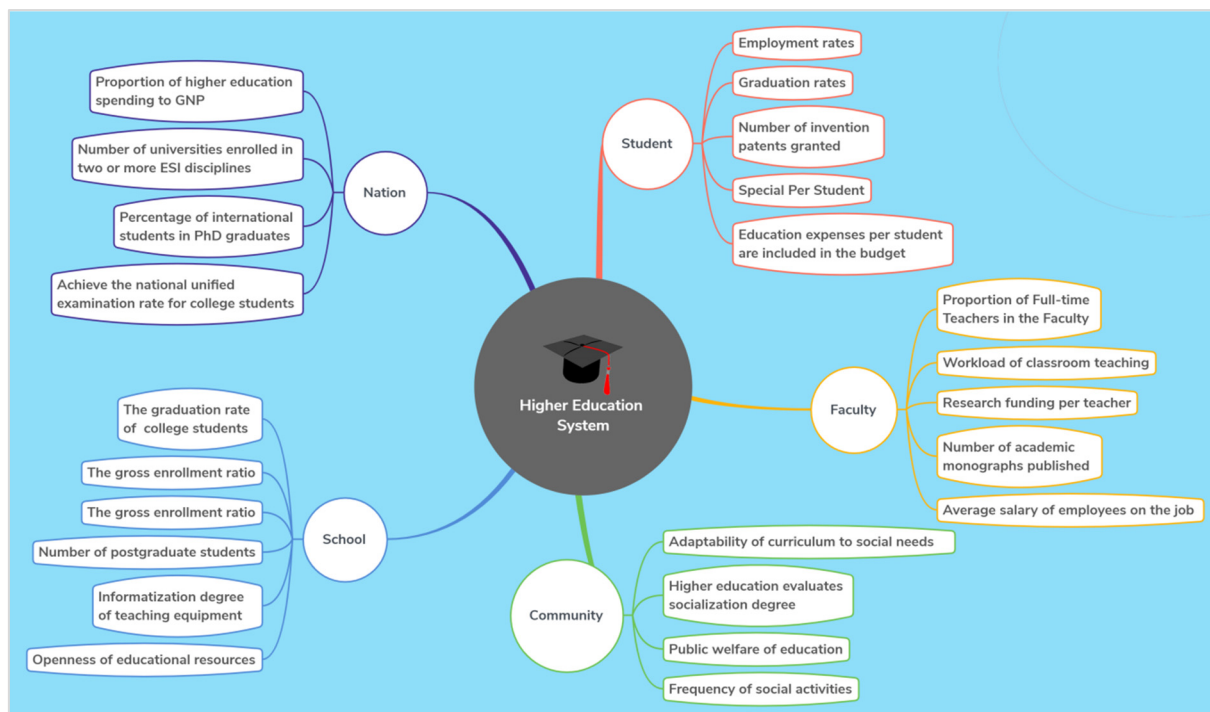 Higher Education
System
Nation
Proportion of higher education
spending to GNP
Number of universities enrolled in
two or more ESI disciplines
Percentage of international
students in PhD graduates
Achieve the national unified
examination rate for college students
Student
Employment rates
Graduation rates
Number of invention
patents granted
Special Per Student
Education expenses per student
are included in the budget
Faculty
Proportion of Full-time
Teachers in the Faculty
Workload of classroom teaching
Research funding per teacher
Number of academic
monographs published
Average salary of employees on the job
School
The graduation rate
of college students
The gross enrollment ratio
The gross enrollment ratio
Number of postgraduate students
Informatization degree
of teaching equipment
Openness of educational resources
Community
Adaptability of curriculum to social needs
Higher education evaluates
socialization degree
Public welfare of education
Frequency of social activities